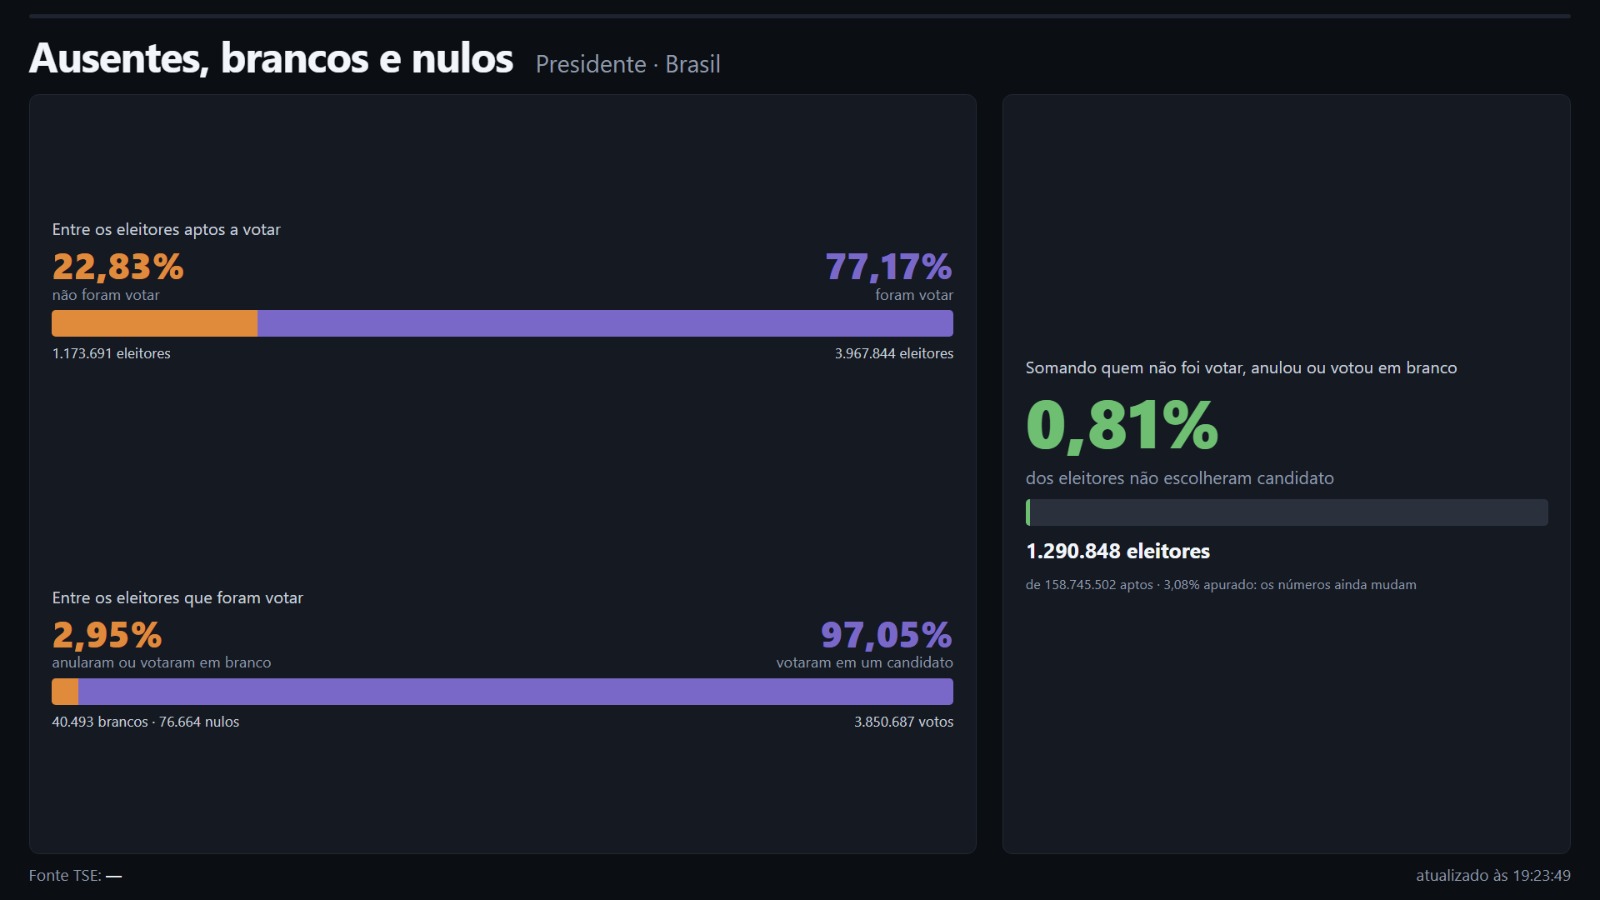 Ausentes, brancos e nulos Presidente · Brasil
Entre os eleitores aptos a votar
22,83% 77,17%
não foram votar foram votar
1.173.691 eleitores 3.967.844 eleitores
Entre os eleitores que foram votar
2,95% 97,05%
anularam ou votaram em branco votaram em um candidato
40.493 brancos · 76.664 nulos 3.850.687 votos
Somando quem não foi votar, anulou ou votou em branco
0,81%
dos eleitores não escolheram candidato
1.290.848 eleitores
de 158.745.502 aptos · 3,08% apurado: os números ainda mudam
Fonte TSE: — atualizado às 19:23:49